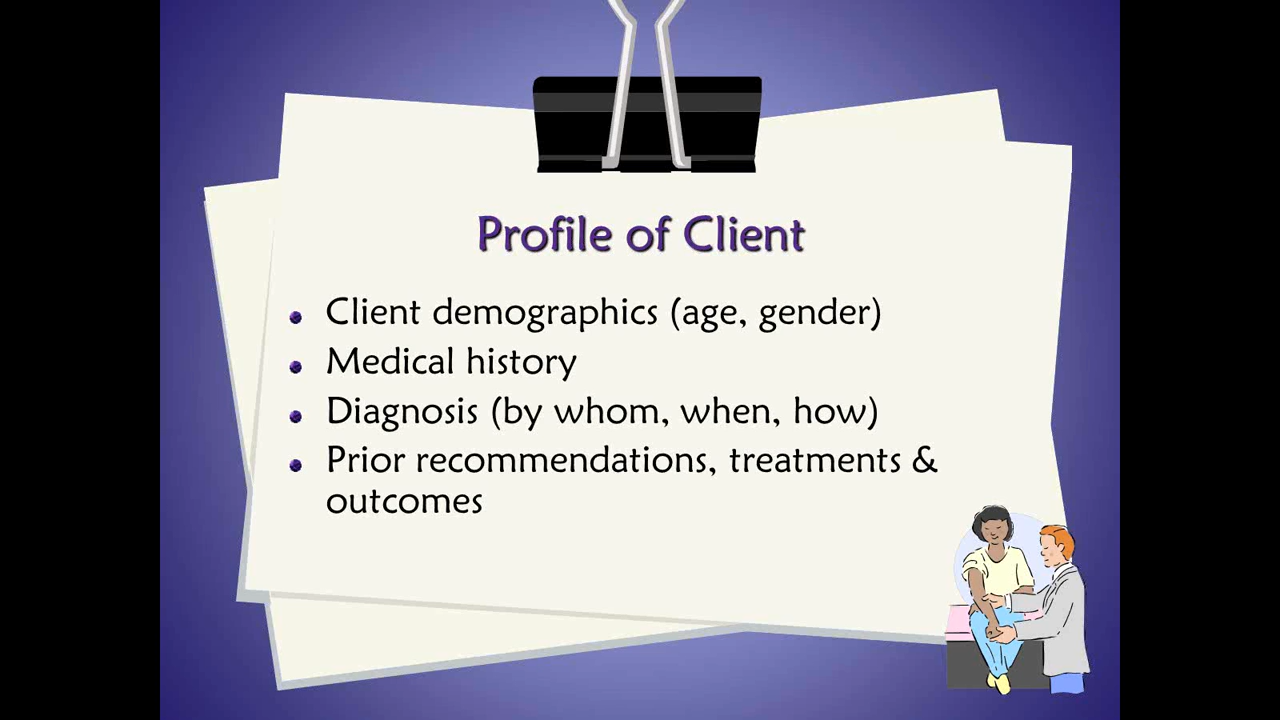 Profile of Client
Client demographics (age, gender)
Medical history
Diagnosis (by whom, when, how)
Prior recommendations, treatments &
outcomes